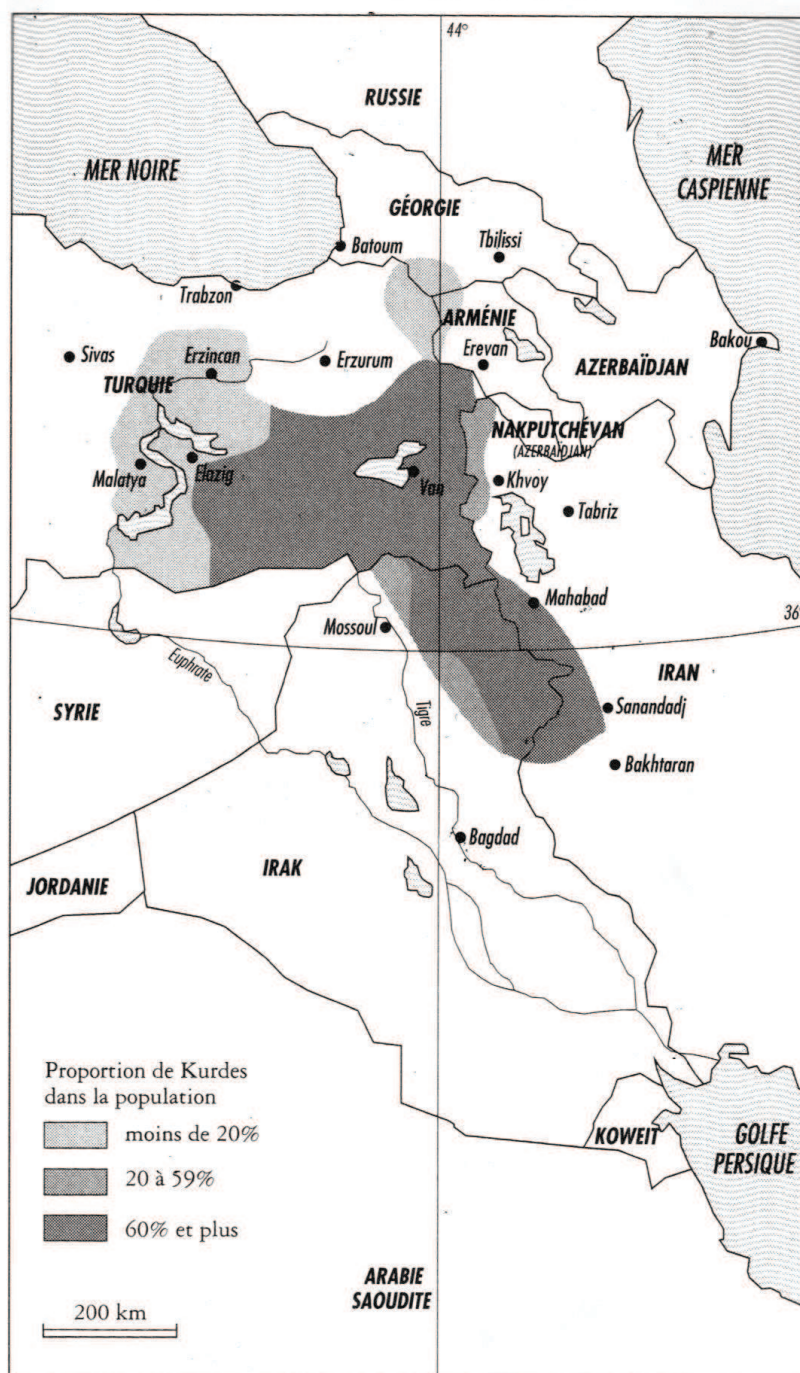 44°
RUSSIE
MER NOIRE
MER
CASPIENNE
GÉORGIE
Tbilissi
Batoum
Trabzon
ARMÉNIE
Bakou
Sivas
Erzincan
Erzurum
Erevan
AZERBAÏDJAN
TURQUIE
NAKPUTCHÉVAN
(AZERBAÏDJAN)
Malatya
Elazig
Van
Khvoy
Tabriz
Mahabad
36°
Mossoul
Euphrate
IRAN
SYRIE
Tigre
Sanandadj
Bakhtaran
Bagdad
JORDANIE
IRAK
Proportion de Kurdes
dans la population
moins de 20%
20 à 59%
60% et plus
KOWEIT
GOLFE
PERSIQUE
ARABIE
SAOUDITE
200 km